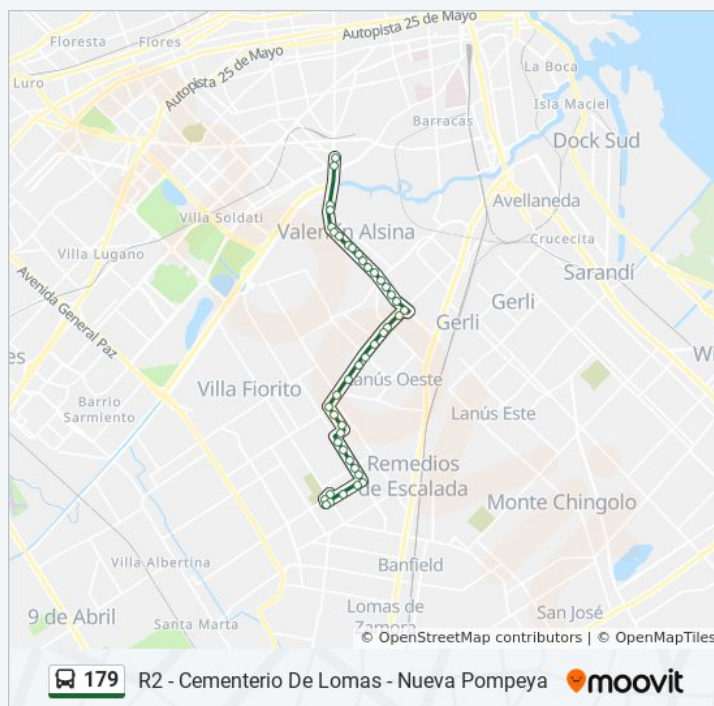 Autopista 25 de Mayo
Floresta
Flores
La Boca
Luro
Autopista 25 de Mayo
Isla Maciel
Barracas
Dock Sud
Avellaneda
Villa Soldati
Valentín Alsina
Crucecita
Villa Lugano
Sarandí
Avenida General Paz
Gerli
Gerli
es
Wi
Lanús Oeste
Villa Fiorito
Barrio
Sarmiento
Lanús Este
Remedios
de Escalada
Monte Chingolo
Villa Albertina
Banfield
9 de Abril
Lomas de
Zamora
San José
Santa Marta
© OpenStreetMap contributors | © OpenMapTiles
179 R2 - Cementerio De Lomas - Nueva Pompeya moovit